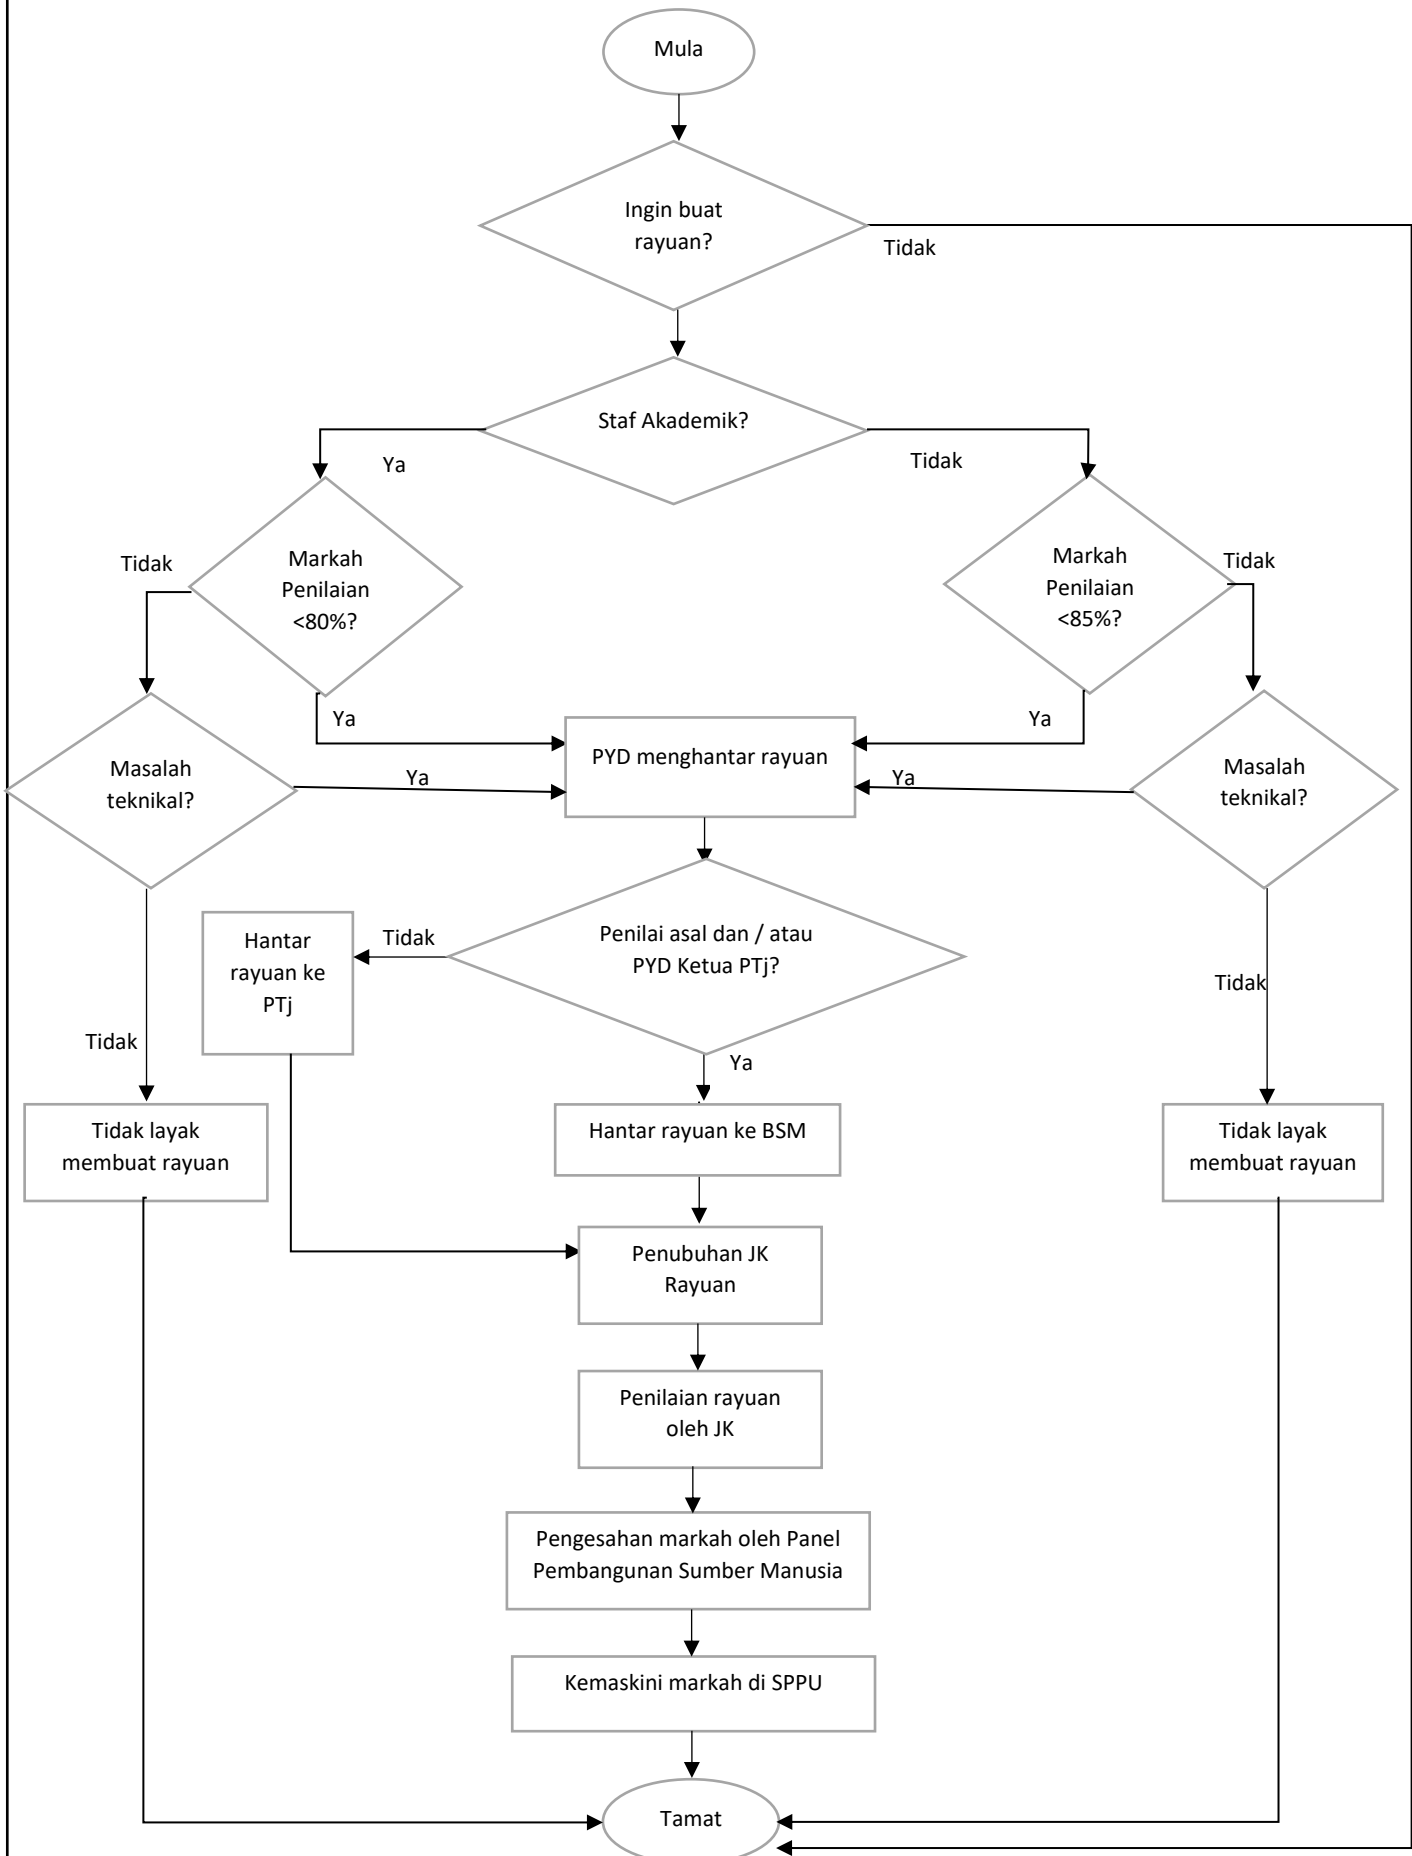 Mula
Ingin buat
rayuan?
Tidak
Staf Akademik?
Ya
Tidak
Markah
Penilaian
<80%?
Tidak
Markah
Penilaian
<85%?
Tidak
Ya
Ya
Masalah
teknikal?
Ya
PYD menghantar rayuan
Ya
Masalah
teknikal?
Hantar
rayuan ke
PTj
Tidak
Penilai asal dan / atau
PYD Ketua PTj?
Tidak
Tidak
Ya
Tidak layak
membuat rayuan
Hantar rayuan ke BSM
Tidak layak
membuat rayuan
Penubuhan JK
Rayuan
Penilaian rayuan
oleh JK
Pengesahan markah oleh Panel
Pembangunan Sumber Manusia
Kemaskini markah di SPPU
Tamat